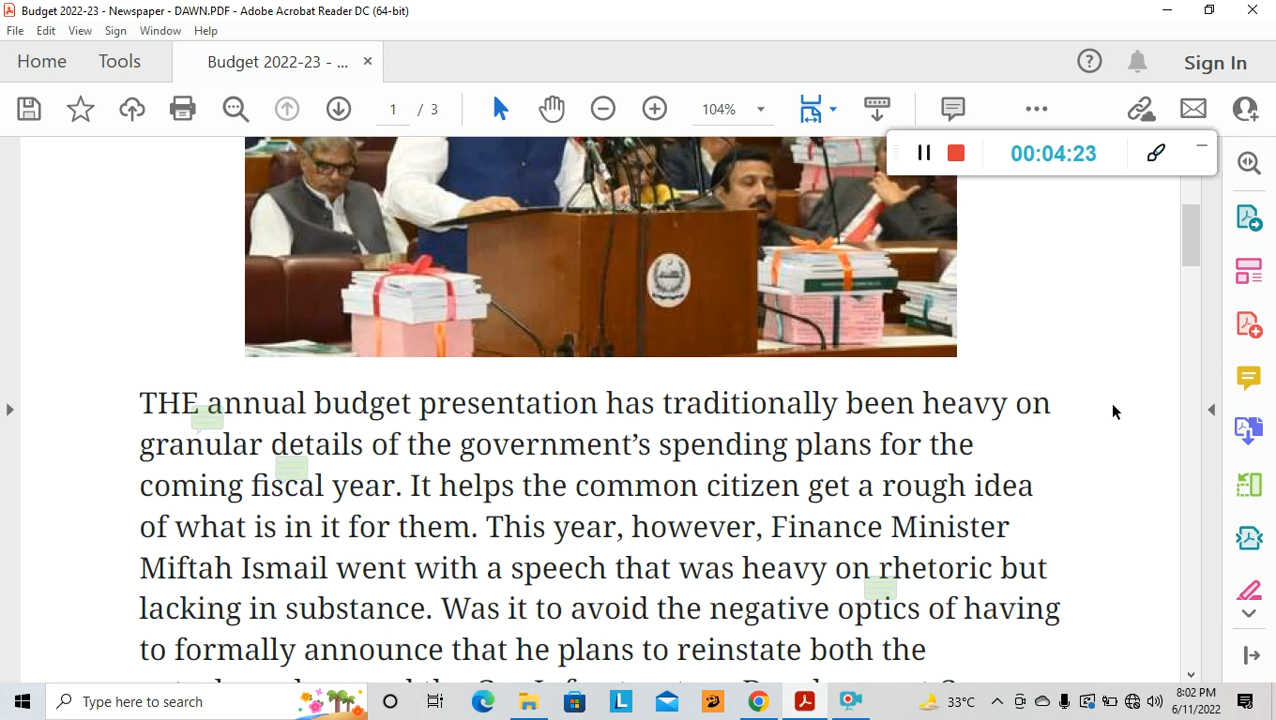 Budget 2022-23 - Newspaper - DAWN.PDF - Adobe Acrobat Reader DC (64-bit)
File Edit View Sign Window Help
Home Tools Budget 2022-23 - ... × Sign In
1 / 3 104%
00:04:23
THE annual budget presentation has traditionally been heavy on
granular details of the government’s spending plans for the
coming fiscal year. It helps the common citizen get a rough idea
of what is in it for them. This year, however, Finance Minister
Miftah Ismail went with a speech that was heavy on rhetoric but
lacking in substance. Was it to avoid the negative optics of having
to formally announce that he plans to reinstate both the
Type here to search
33°C
8:02 PM
6/11/2022